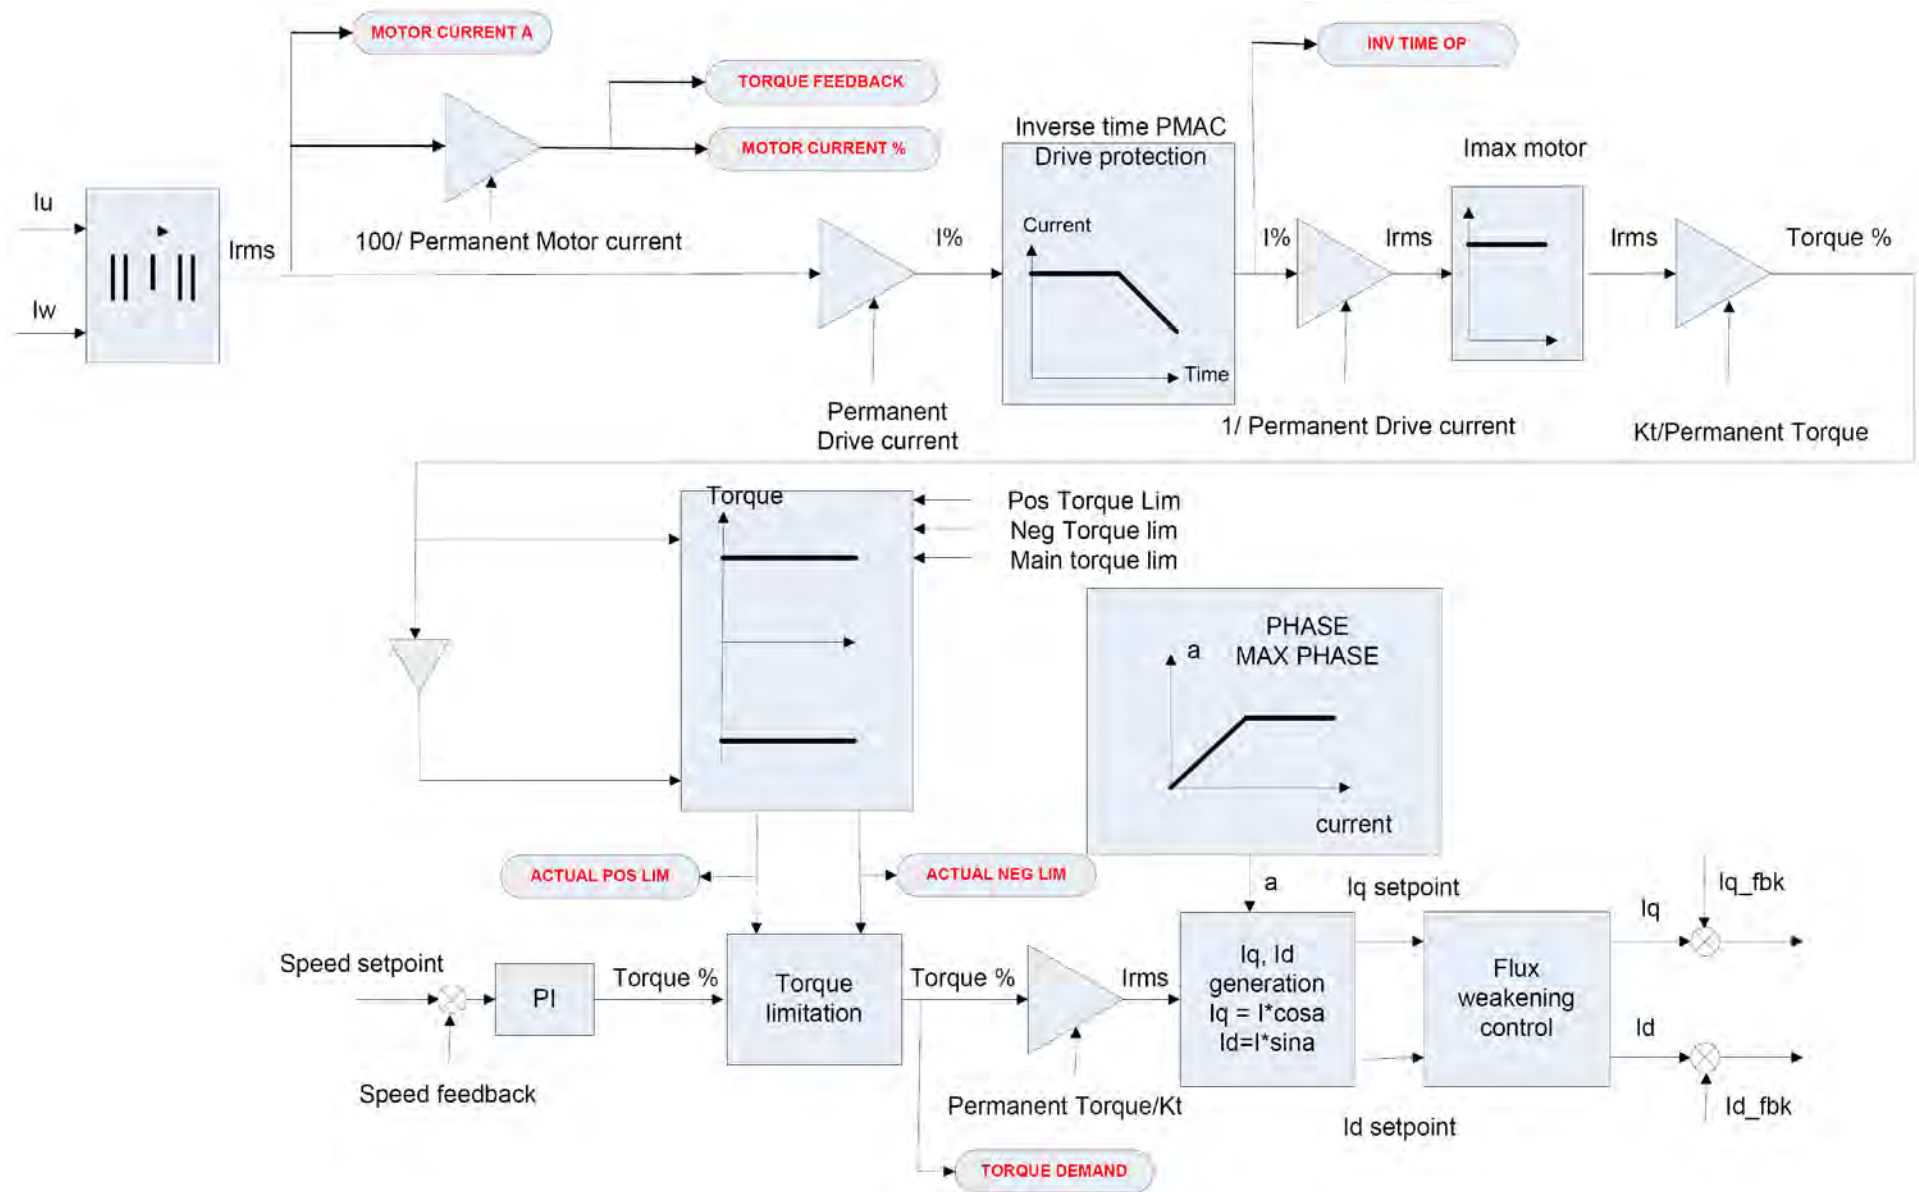 MOTOR CURRENT A
INV TIME OP
TORQUE FEEDBACK
MOTOR CURRENT %
Inverse time PMAC
Drive protection
Imax motor
Iu
Irms
100/ Permanent Motor current
I%
Current
Time
I%
Irms
Irms
Torque %
Iw
Permanent
Drive current
1/ Permanent Drive current
Kt/Permanent Torque
Torque
Pos Torque Lim
Neg Torque lim
Main torque lim
PHASE
MAX PHASE
a
current
ACTUAL POS LIM
ACTUAL NEG LIM
a
Iq setpoint
Iq_fbk
Iq
Speed setpoint
PI
Torque %
Torque
limitation
Torque %
Irms
Iq, Id
generation
Iq = I*cosa
Id=I*sina
Flux
weakening
control
Id
Speed feedback
Permanent Torque/Kt
Id setpoint
Id_fbk
TORQUE DEMAND